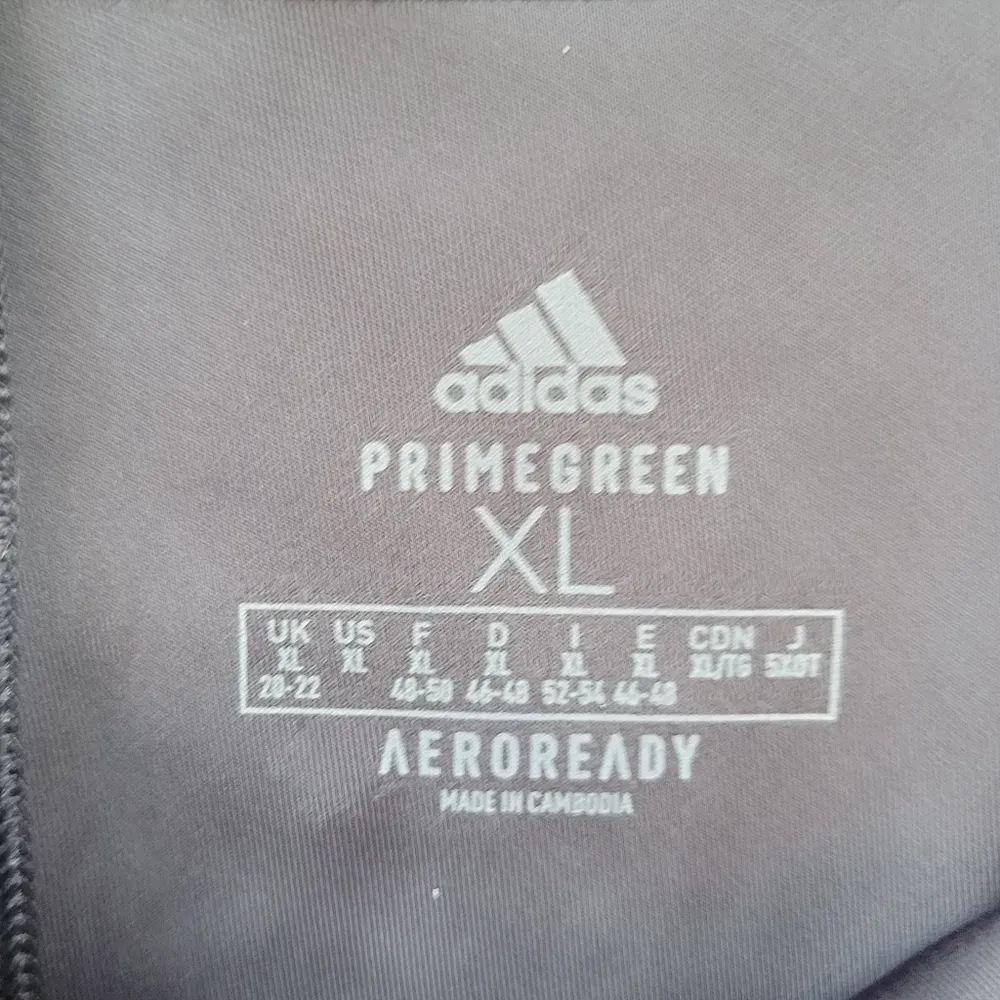 adidas
PRIMEGREEN
XL
UK US F D I E CDN J
XL XL XL XL XL XL XL/TG 5XOT
20-22 48-50 46-48 52-54 46-48
AEROREADY
MADE IN CAMBODIA